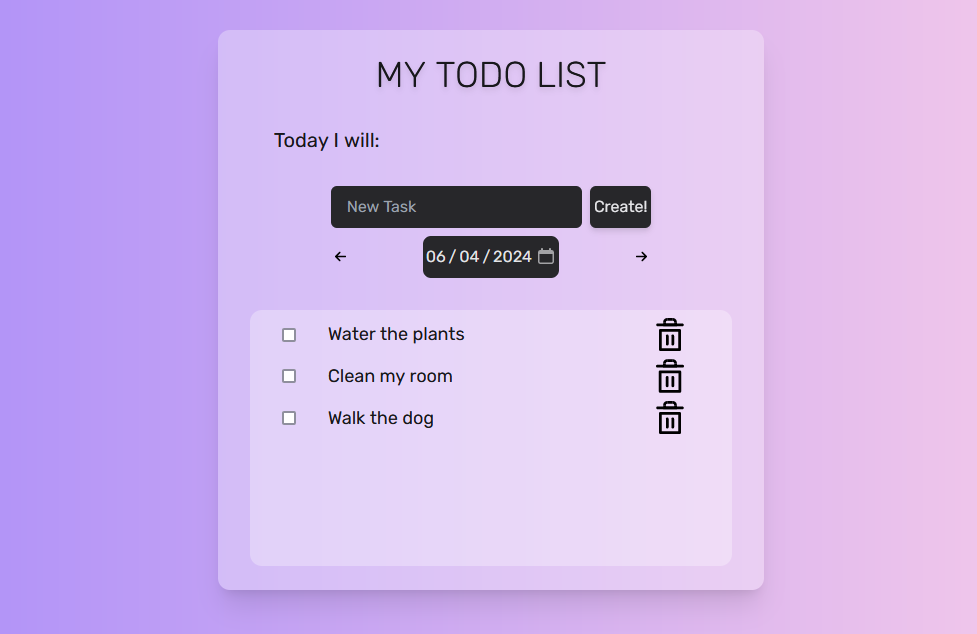 MY TODO LIST
Today I will:
New Task Create!
← 06/04/2024 →
Water the plants
Clean my room
Walk the dog